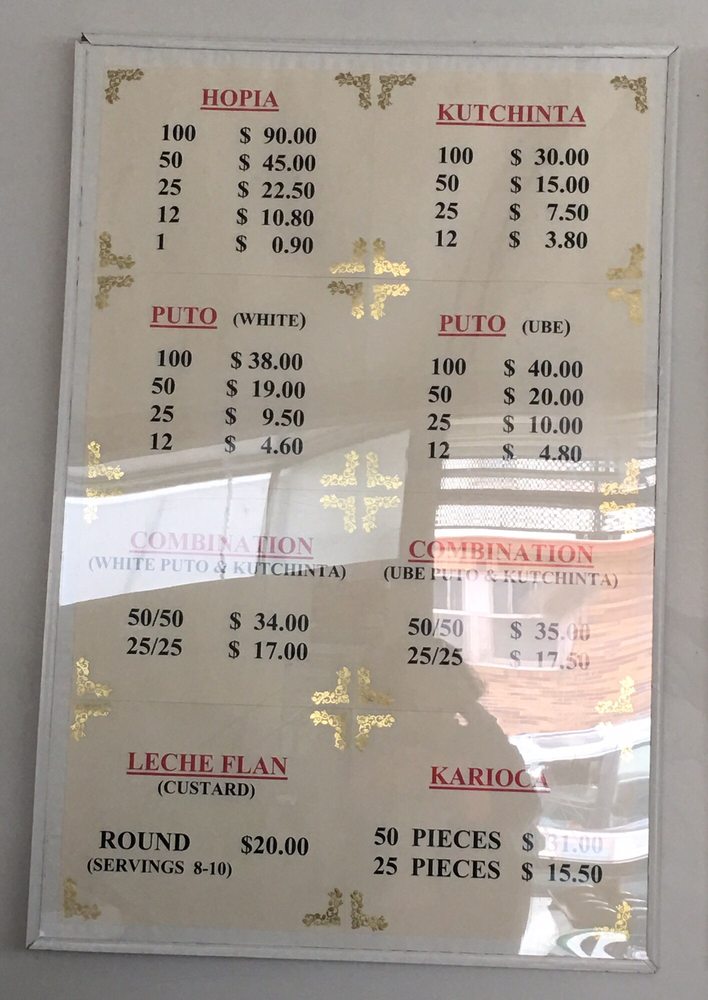 HOPIA
100 $ 90.00
50 $ 45.00
25 $ 22.50
12 $ 10.80
1 $ 0.90
KUTCHINTA
100 $ 30.00
50 $ 15.00
25 $ 7.50
12 $ 3.80
PUTO (WHITE)
100 $ 38.00
50 $ 19.00
25 $ 9.50
12 $ 4.60
PUTO (UBE)
100 $ 40.00
50 $ 20.00
25 $ 10.00
12 $ 4.80
COMBINATION
(WHITE PUTO & KUTCHINTA)
50/50 $ 34.00
25/25 $ 17.00
COMBINATION
(UBE PUTO & KUTCHINTA)
50/50 $ 35.00
25/25 $ 17.50
LECHE FLAN
(CUSTARD)
ROUND $20.00
(SERVINGS 8-10)
KARIOCA
50 PIECES $ 31.00
25 PIECES $ 15.50